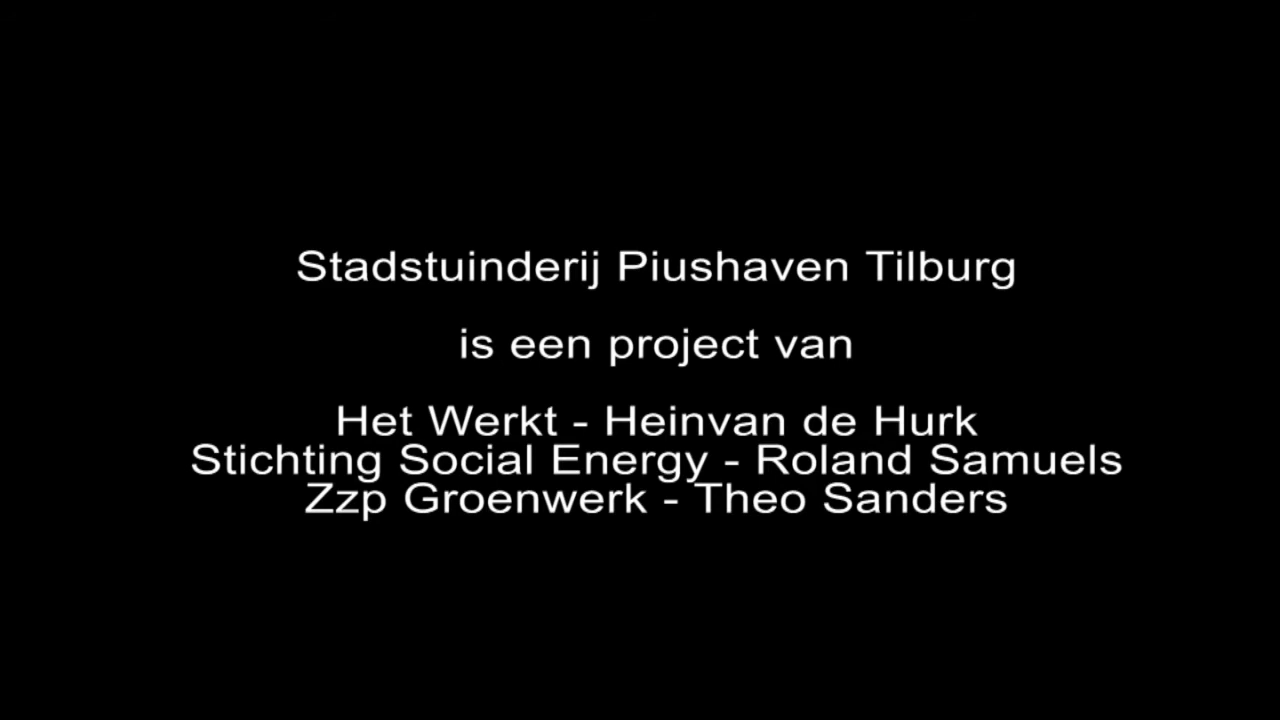 Stadstuinderij Piushaven Tilburg
is een project van
Het Werkt - Heinvan de Hurk
Stichting Social Energy - Roland Samuels
Zzp Groenwerk - Theo Sanders